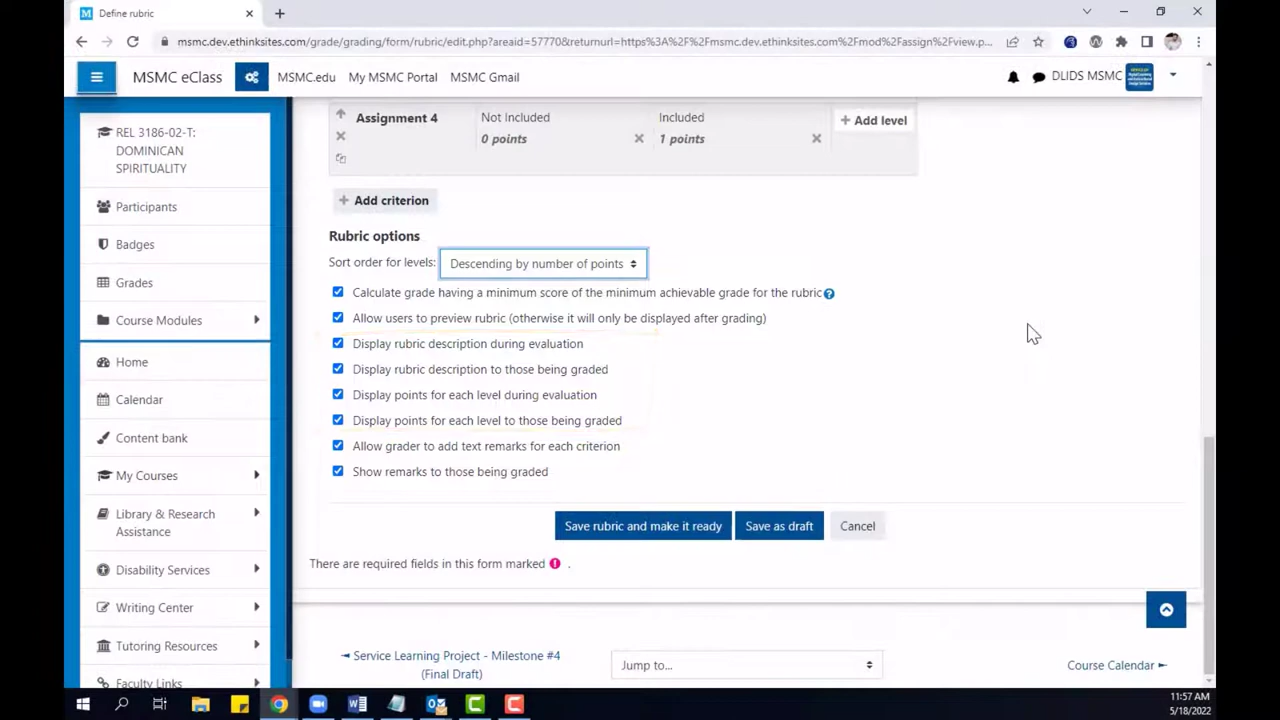 Define rubric
msmc.dev.ethinksites.com/grade/grading/form/rubric/edit.php?areaid=57770&returnurl=https%3A%2F%2Fmsmc.dev.ethinksites.com%2Fmod%2Fassign%2Fview.p...
MSMC eClass
MSMC.edu
My MSMC Portal
MSMC Gmail
DLIDS MSMC
REL 3186-02-T:
DOMINICAN
SPIRITUALITY
Participants
Badges
Grades
Course Modules
Home
Calendar
Content bank
My Courses
Library & Research
Assistance
Disability Services
Writing Center
Tutoring Resources
Faculty Links
Assignment 4
Not Included
0 points
Included
1 points
+ Add level
+ Add criterion
Rubric options
Sort order for levels: Descending by number of points
Calculate grade having a minimum score of the minimum achievable grade for the rubric
Allow users to preview rubric (otherwise it will only be displayed after grading)
Display rubric description during evaluation
Display rubric description to those being graded
Display points for each level during evaluation
Display points for each level to those being graded
Allow grader to add text remarks for each criterion
Show remarks to those being graded
Save rubric and make it ready
Save as draft
Cancel
There are required fields in this form marked .
◄ Service Learning Project - Milestone #4
(Final Draft)
Jump to...
Course Calendar ►
11:57 AM
5/18/2022